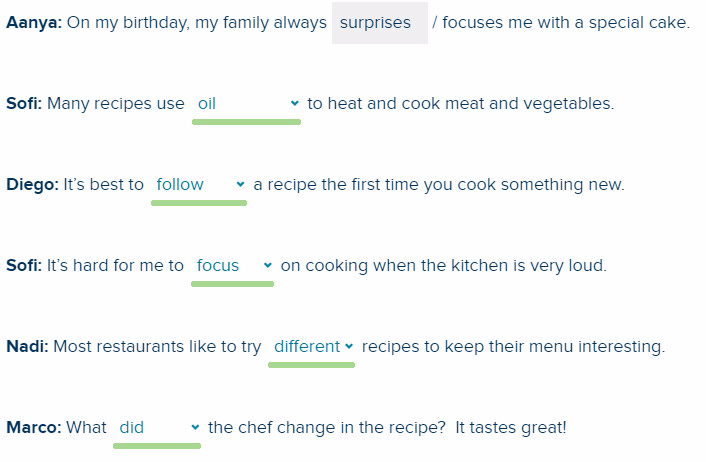 Aanya: On my birthday, my family always surprises / focuses me with a special cake.
Sofi: Many recipes use oil to heat and cook meat and vegetables.
Diego: It's best to follow a recipe the first time you cook something new.
Sofi: It's hard for me to focus on cooking when the kitchen is very loud.
Nadi: Most restaurants like to try different recipes to keep their menu interesting.
Marco: What did the chef change in the recipe? It tastes great!